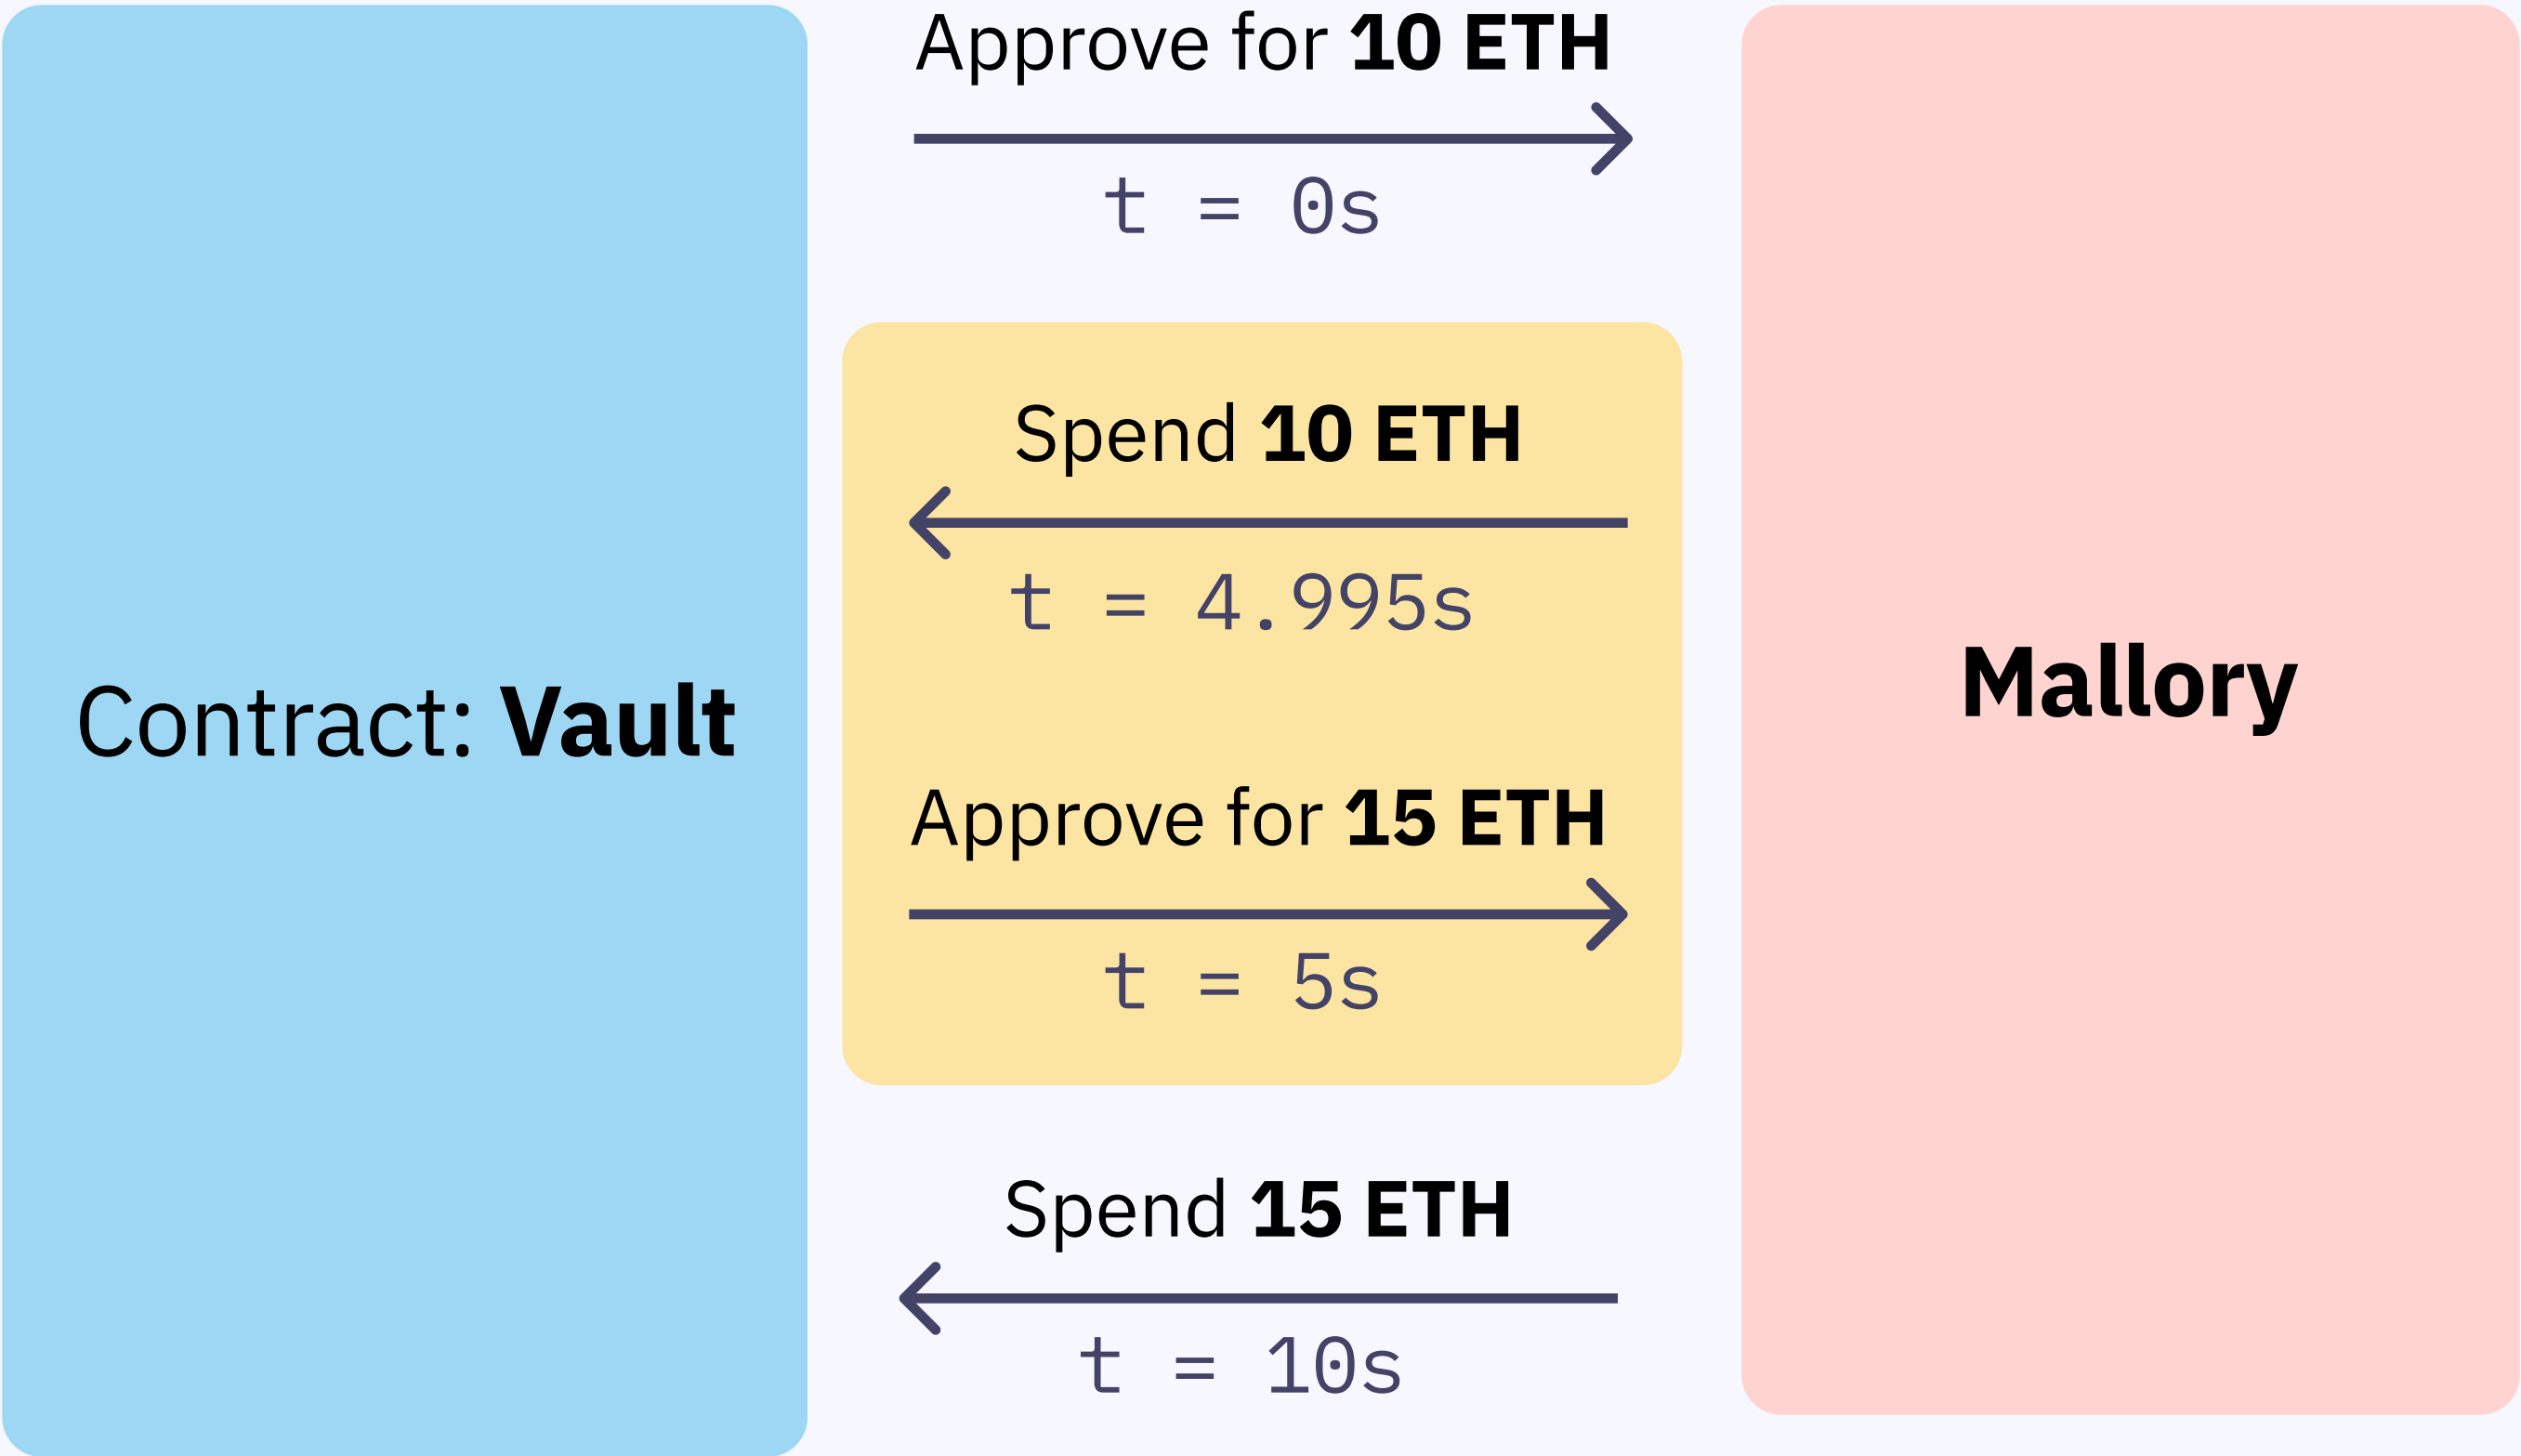 Approve for 10 ETH
t = 0s
Spend 10 ETH
t = 4.995s
Contract: Vault
Mallory
Approve for 15 ETH
t = 5s
Spend 15 ETH
t = 10s